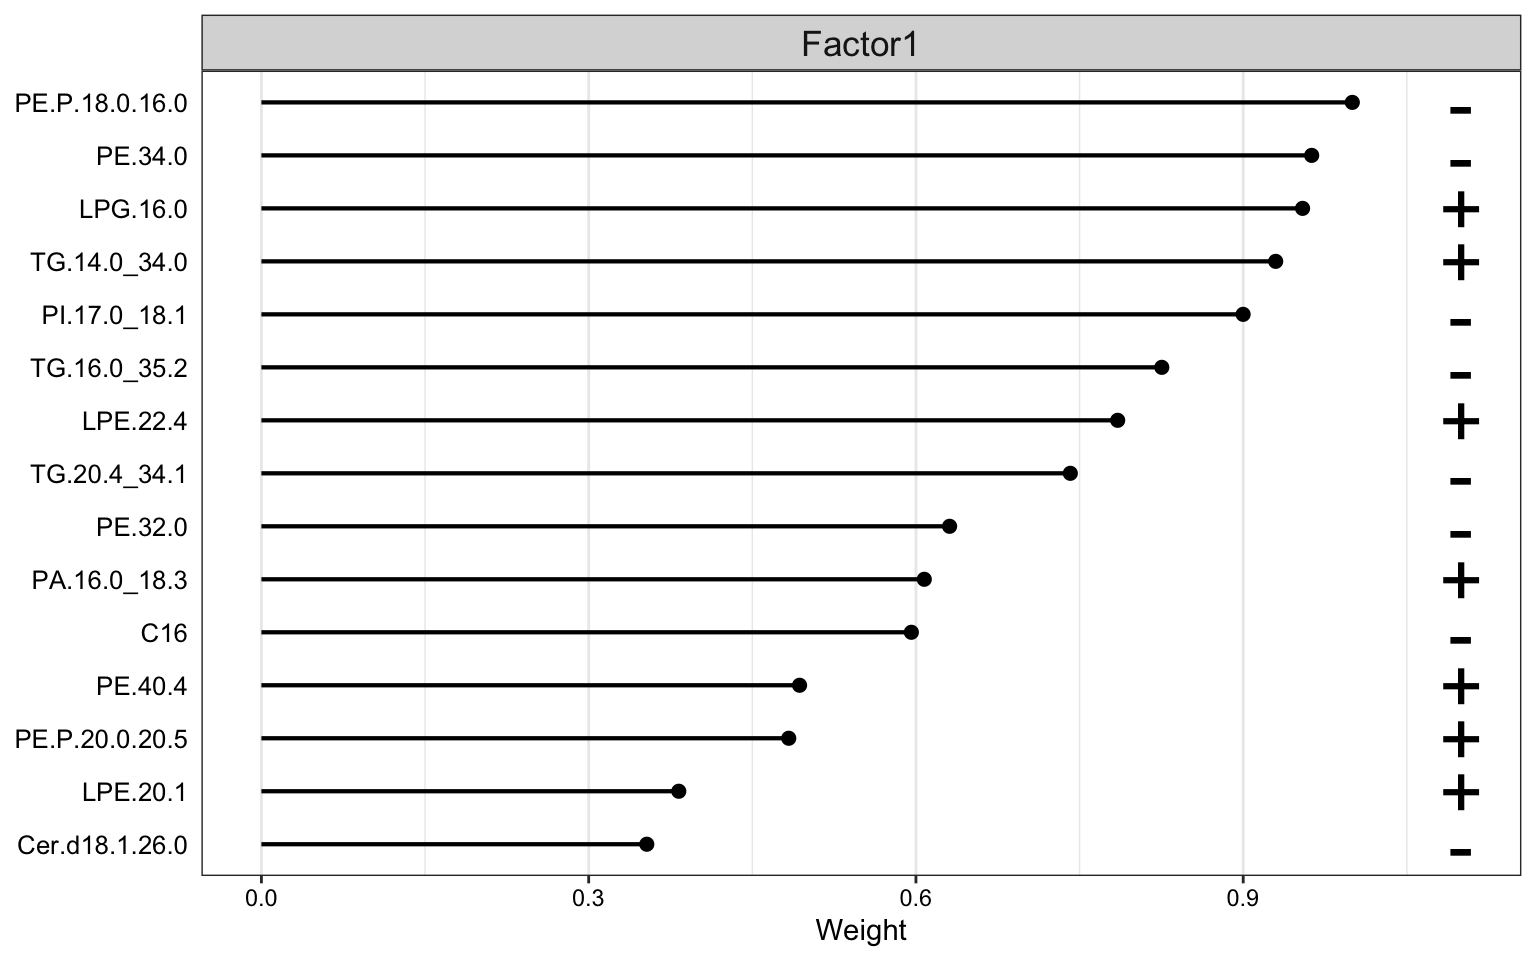 Factor1
PE.P.18.0.16.0 -
PE.34.0 -
LPG.16.0 +
TG.14.0_34.0 +
PI.17.0_18.1 -
TG.16.0_35.2 -
LPE.22.4 +
TG.20.4_34.1 -
PE.32.0 -
PA.16.0_18.3 +
C16 -
PE.40.4 +
PE.P.20.0.20.5 +
LPE.20.1 +
Cer.d18.1.26.0 -
0.0 0.3 0.6 0.9
Weight